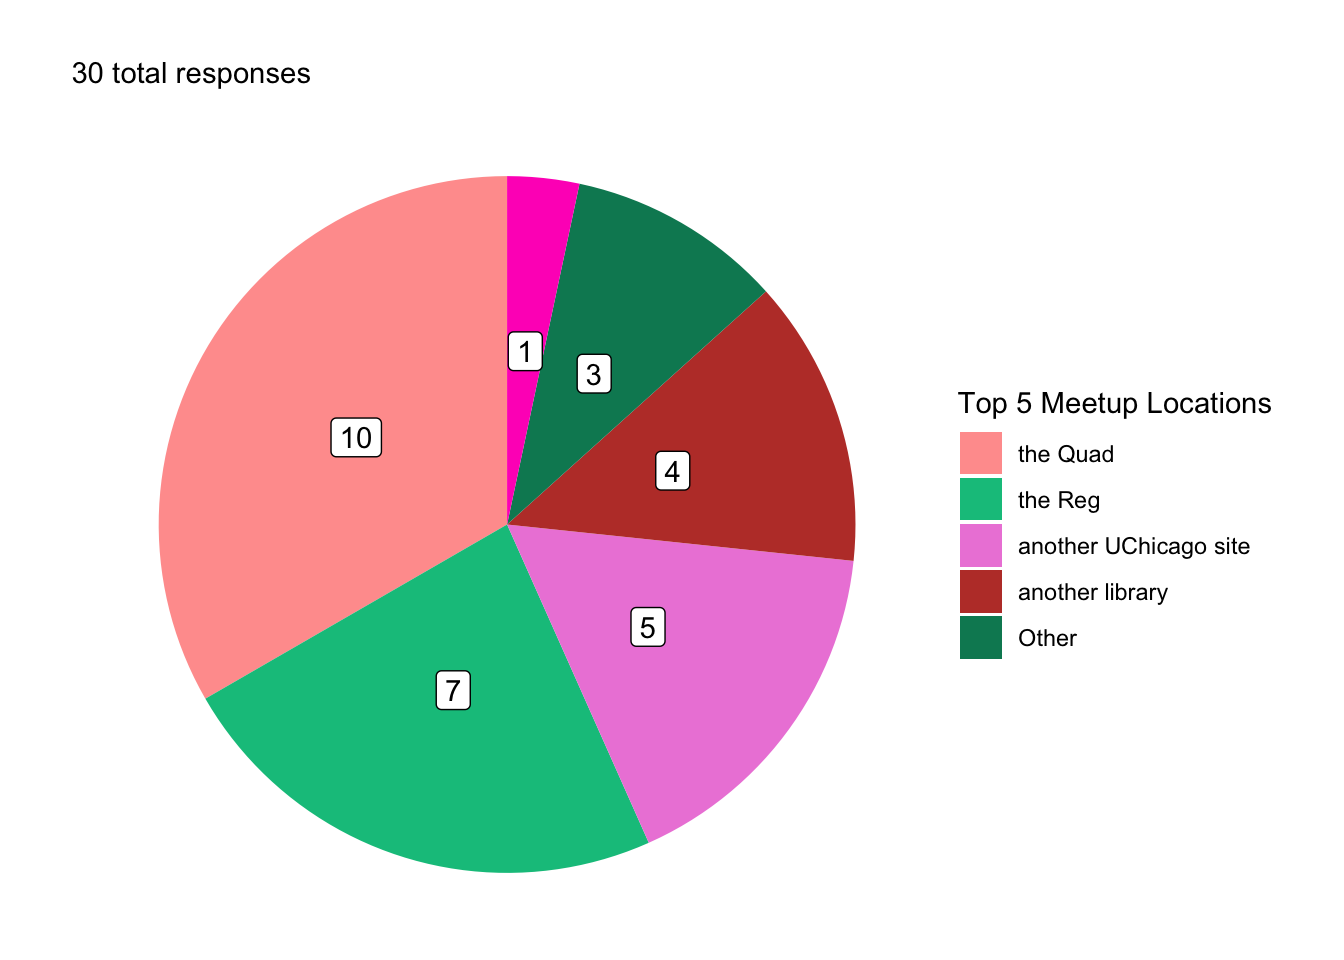 30 total responses
1
3
10
4
5
7
Top 5 Meetup Locations
the Quad
the Reg
another UChicago site
another library
Other